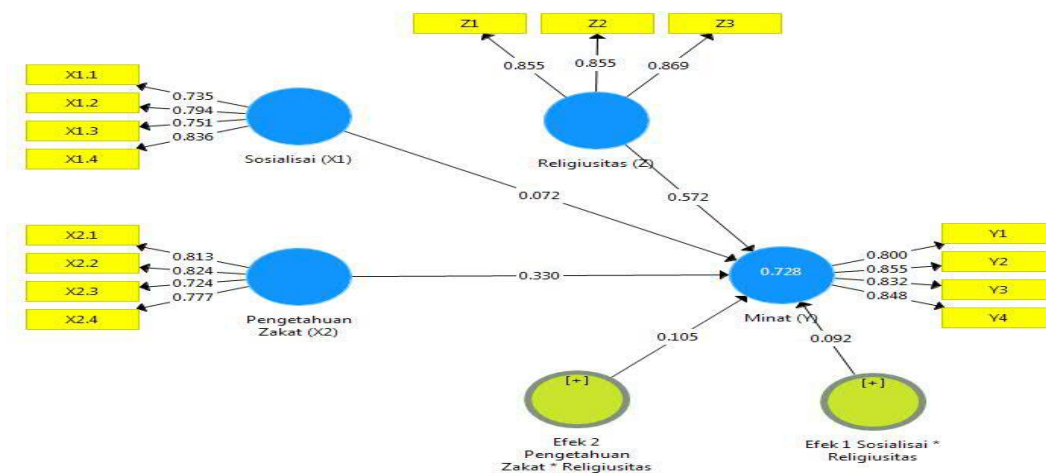 Z1
Z2
Z3
0.855
0.855
0.869
Religiusitas (Z)
X1.1
X1.2
X1.3
X1.4
0.735
0.794
0.751
0.836
Sosialisai (X1)
0.072
0.572
X2.1
X2.2
X2.3
X2.4
0.813
0.824
0.724
0.777
Pengetahuan
Zakat (X2)
0.330
0.728
Minat (Y)
0.800
0.855
0.832
0.848
Y1
Y2
Y3
Y4
0.105
0.092
[+]
Efek 2
Pengetahuan
Zakat * Religiusitas
[+]
Efek 1 Sosialisai *
Religiusitas